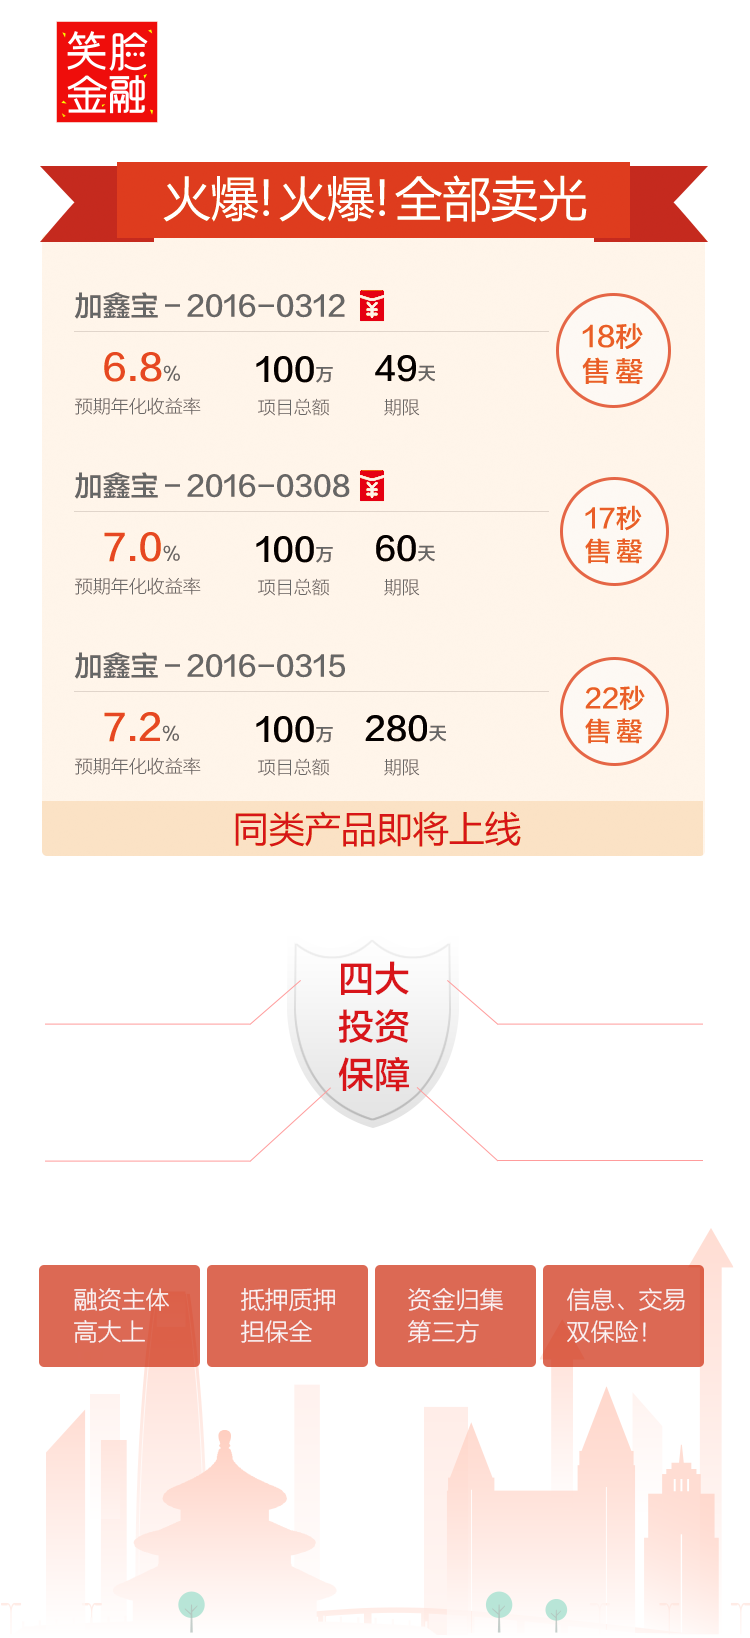 笑脸
金融
火爆!火爆!全部卖光
加鑫宝-2016-0312
18秒
售罄
6.8%
100万
49天
预期年化收益率
项目总额
期限
加鑫宝-2016-0308
17秒
售罄
7.0%
100万
60天
预期年化收益率
项目总额
期限
加鑫宝-2016-0315
22秒
售罄
7.2%
100万
280天
预期年化收益率
项目总额
期限
同类产品即将上线
四大
投资
保障
融资主体
高大上
抵押质押
担保全
资金归集
第三方
信息、交易
双保险!